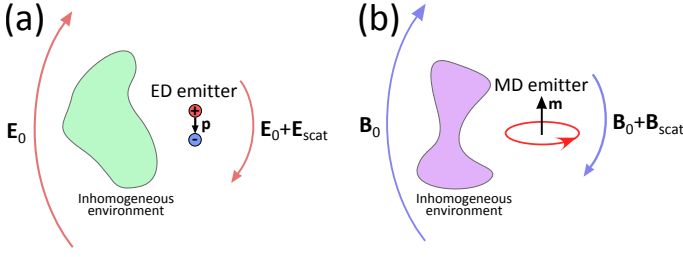 (a)
E0
ED emitter
+
p
-
E0+Escat
Inhomogeneous
environment
(b)
B0
MD emitter
m
B0+Bscat
Inhomogeneous
environment